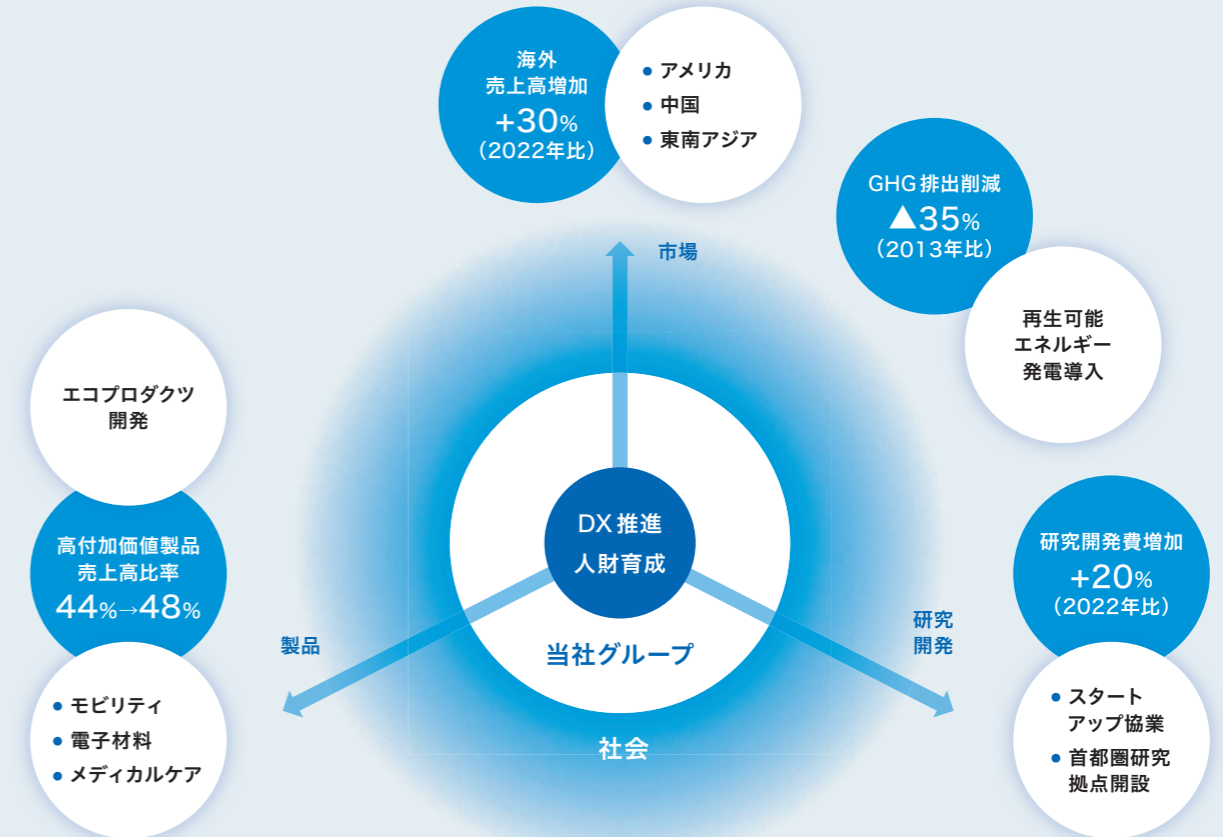 海外
売上高増加
+30%
（2022年比）
● アメリカ
● 中国
● 東南アジア
GHG 排出削減
▲35%
（2013年比）
再生可能
エネルギー
発電導入
市場
エコプロダクツ
開発
高付加価値製品
売上高比率
44%→48%
● モビリティ
● 電子材料
● メディカルケア
製品
DX 推進
人財育成
当社グループ
社会
研究
開発
研究開発費増加
+20%
（2022年比）
● スタート
アップ協業
● 首都圏研究
拠点開設